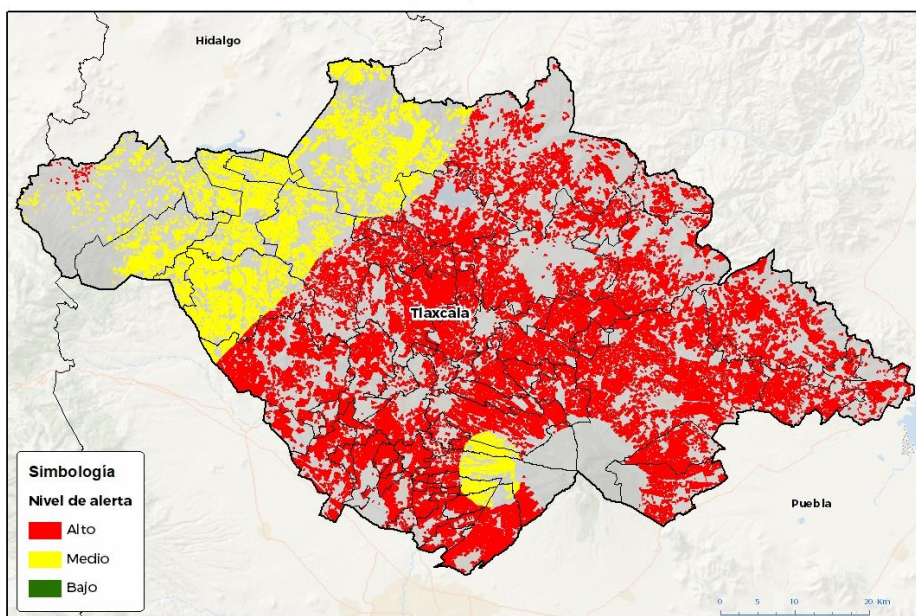 Hidalgo
Tlaxcala
Puebla
Simbología
Nivel de alerta
Alto
Medio
Bajo
0 5 10 20 Km